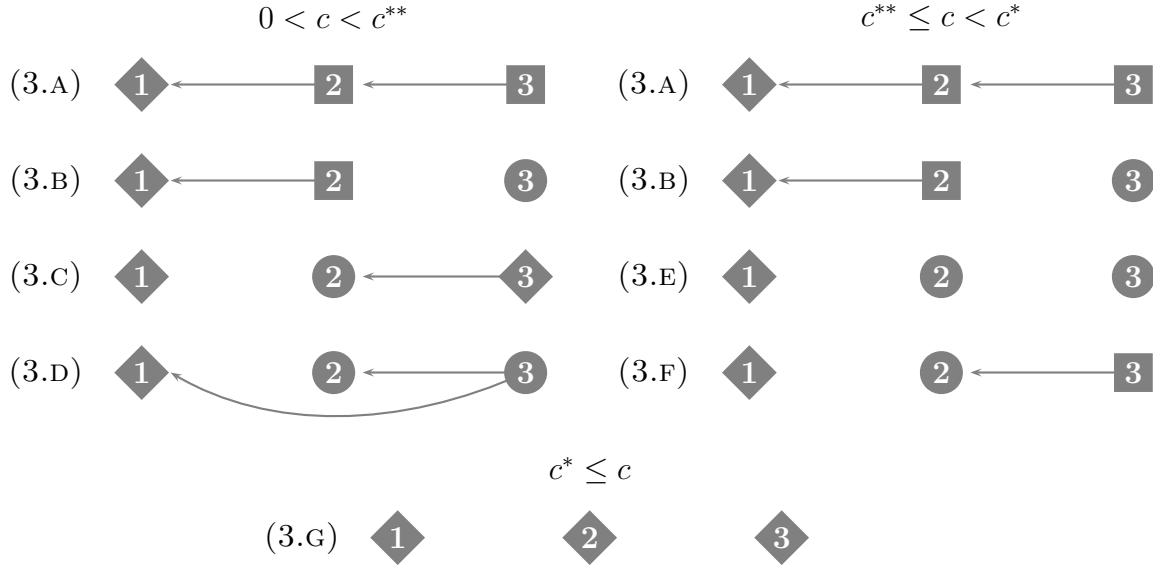 0 < c < c** c** ≤ c < c*
(3.A) 1 2 3 (3.A) 1 2 3
(3.B) 1 2 3 (3.B) 1 2 3
(3.C) 1 2 3 (3.E) 1 2 3
(3.D) 1 2 3 (3.F) 1 2 3
c* ≤ c
(3.G) 1 2 3